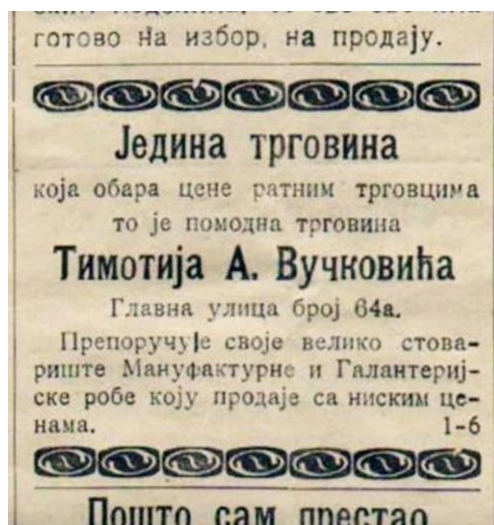 готово на избор, на продају.
Једина трговина
која обара цене ратним трговцима
то је помодна трговина
Тимотија А. Вучковића
Главна улица број 64а.
Препоручује своје велико стова-
риште Мануфактурне и Галантериј-
ске робе коју продаје са ниским це-
нама. 1-6
Пошто сам престао